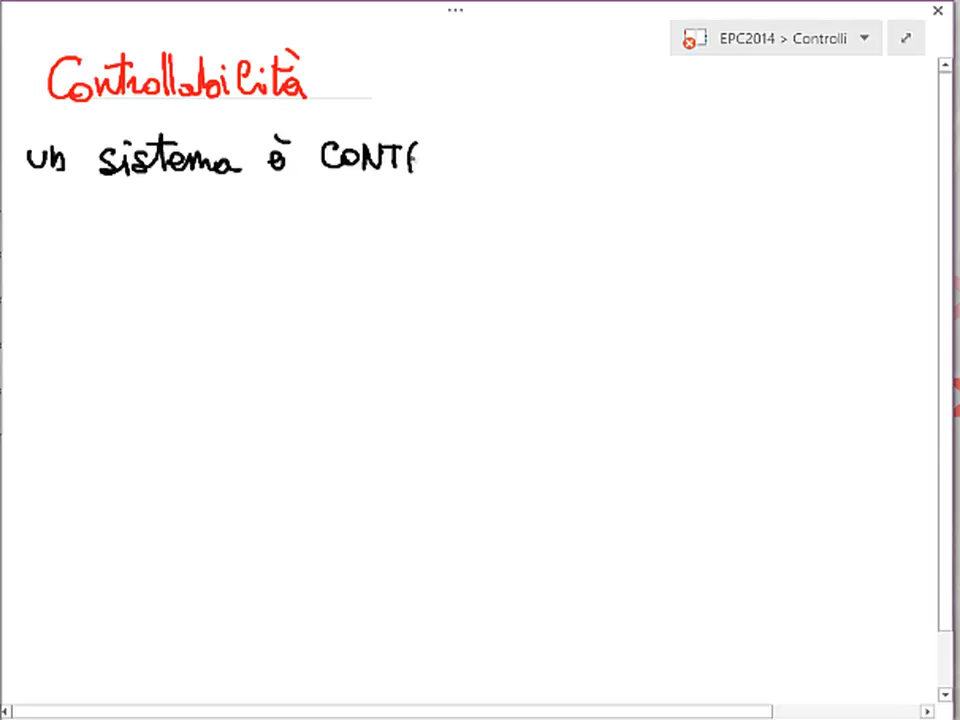 EPC2014 > Controlli
Controllabilità
un sistema è CONT